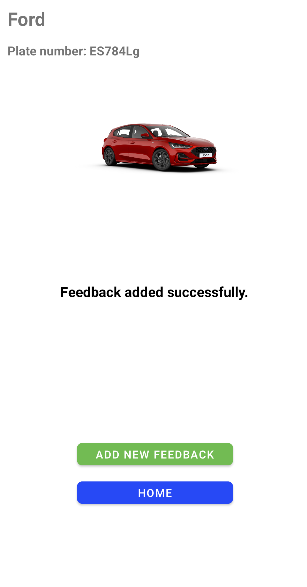 Ford
Plate number: ES784Lg
Feedback added successfully.
ADD NEW FEEDBACK
HOME